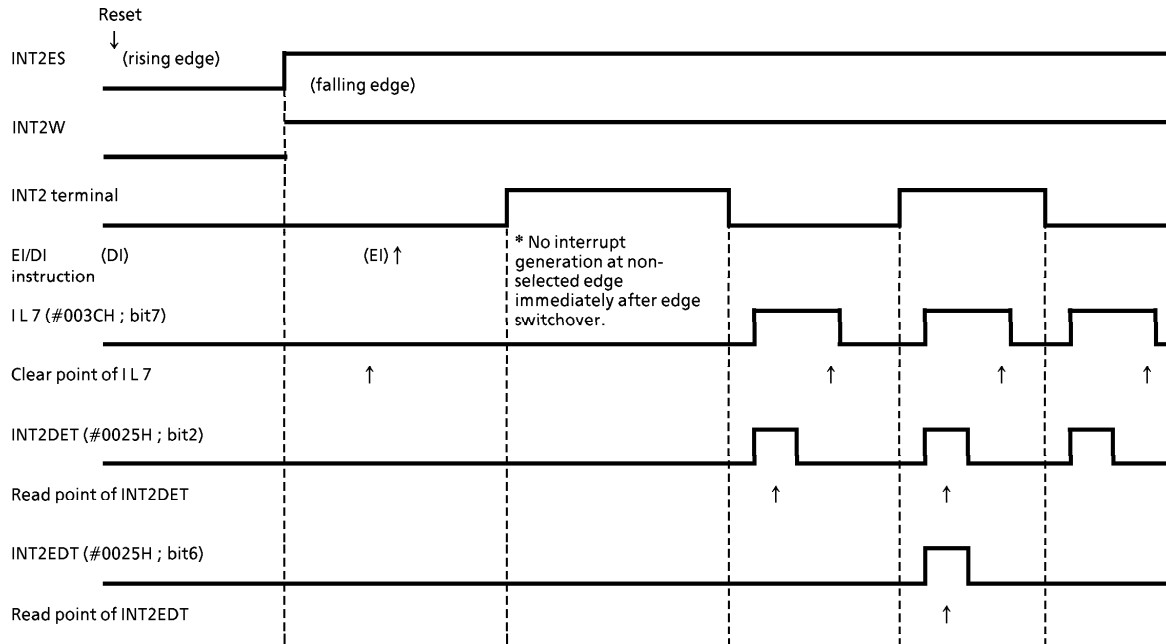 Reset
↓
INT2ES (rising edge)
(falling edge)
INT2W
INT2 terminal
EI/DI (DI) (EI) ↑
instruction
* No interrupt
generation at non-
selected edge
immediately after edge
switchover.
I L 7 (#003CH ; bit7)
Clear point of I L 7 ↑ ↑ ↑ ↑
INT2DET (#0025H ; bit2)
Read point of INT2DET ↑ ↑
INT2EDT (#0025H ; bit6)
Read point of INT2EDT ↑